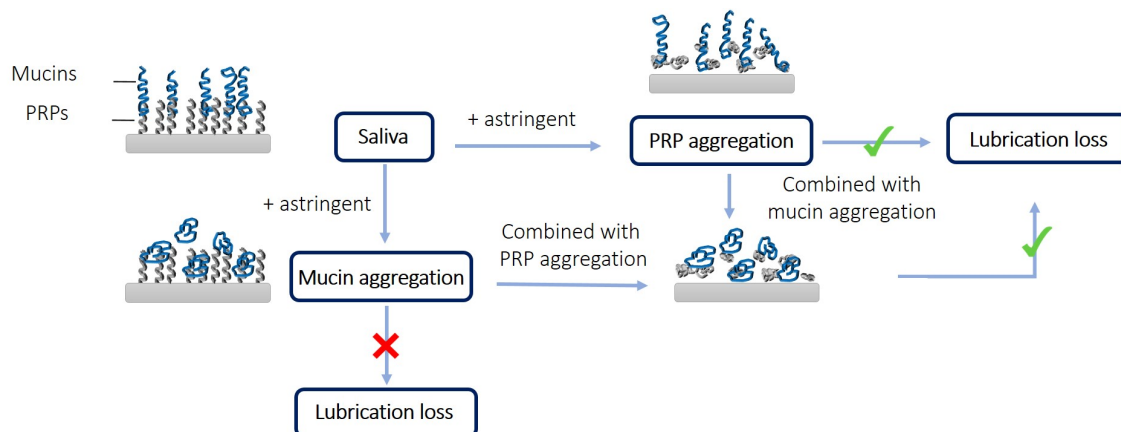 Mucins
PRPs
Saliva
+ astringent
PRP aggregation
Lubrication loss
Combined with
mucin aggregation
+ astringent
Combined with
PRP aggregation
Mucin aggregation
Lubrication loss